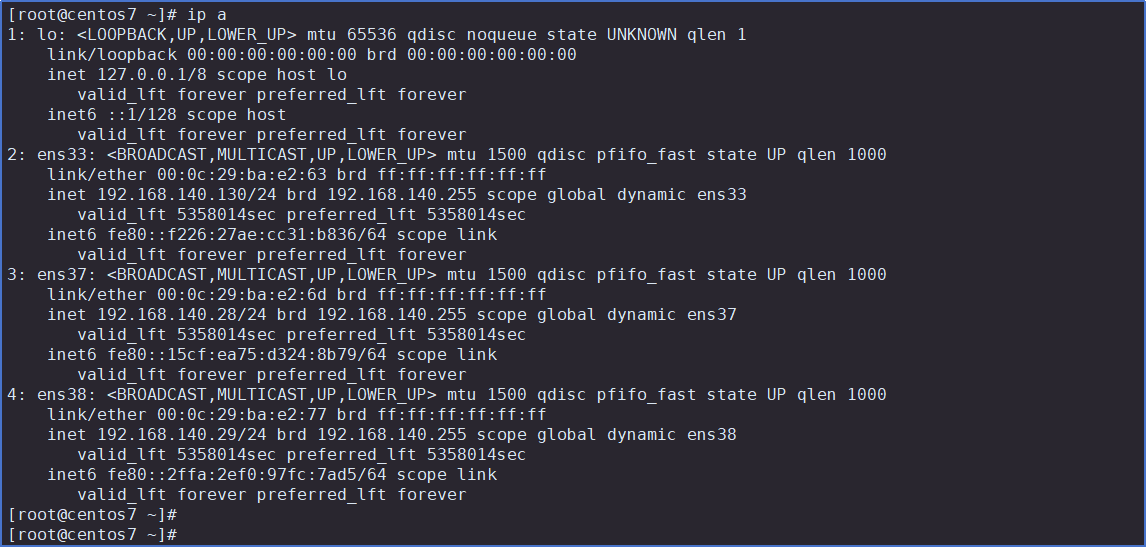 [root@centos7 ~]# ip a
1: lo: <LOOPBACK,UP,LOWER_UP> mtu 65536 qdisc noqueue state UNKNOWN qlen 1
    link/loopback 00:00:00:00:00:00 brd 00:00:00:00:00:00
    inet 127.0.0.1/8 scope host lo
       valid_lft forever preferred_lft forever
    inet6 ::1/128 scope host
       valid_lft forever preferred_lft forever
2: ens33: <BROADCAST,MULTICAST,UP,LOWER_UP> mtu 1500 qdisc pfifo_fast state UP qlen 1000
    link/ether 00:0c:29:ba:e2:63 brd ff:ff:ff:ff:ff:ff
    inet 192.168.140.130/24 brd 192.168.140.255 scope global dynamic ens33
       valid_lft 5358014sec preferred_lft 5358014sec
    inet6 fe80::f226:27ae:cc31:b836/64 scope link
       valid_lft forever preferred_lft forever
3: ens37: <BROADCAST,MULTICAST,UP,LOWER_UP> mtu 1500 qdisc pfifo_fast state UP qlen 1000
    link/ether 00:0c:29:ba:e2:6d brd ff:ff:ff:ff:ff:ff
    inet 192.168.140.28/24 brd 192.168.140.255 scope global dynamic ens37
       valid_lft 5358014sec preferred_lft 5358014sec
    inet6 fe80::15cf:ea75:d324:8b79/64 scope link
       valid_lft forever preferred_lft forever
4: ens38: <BROADCAST,MULTICAST,UP,LOWER_UP> mtu 1500 qdisc pfifo_fast state UP qlen 1000
    link/ether 00:0c:29:ba:e2:77 brd ff:ff:ff:ff:ff:ff
    inet 192.168.140.29/24 brd 192.168.140.255 scope global dynamic ens38
       valid_lft 5358014sec preferred_lft 5358014sec
    inet6 fe80::2ffa:2ef0:97fc:7ad5/64 scope link
       valid_lft forever preferred_lft forever
[root@centos7 ~]#
[root@centos7 ~]#